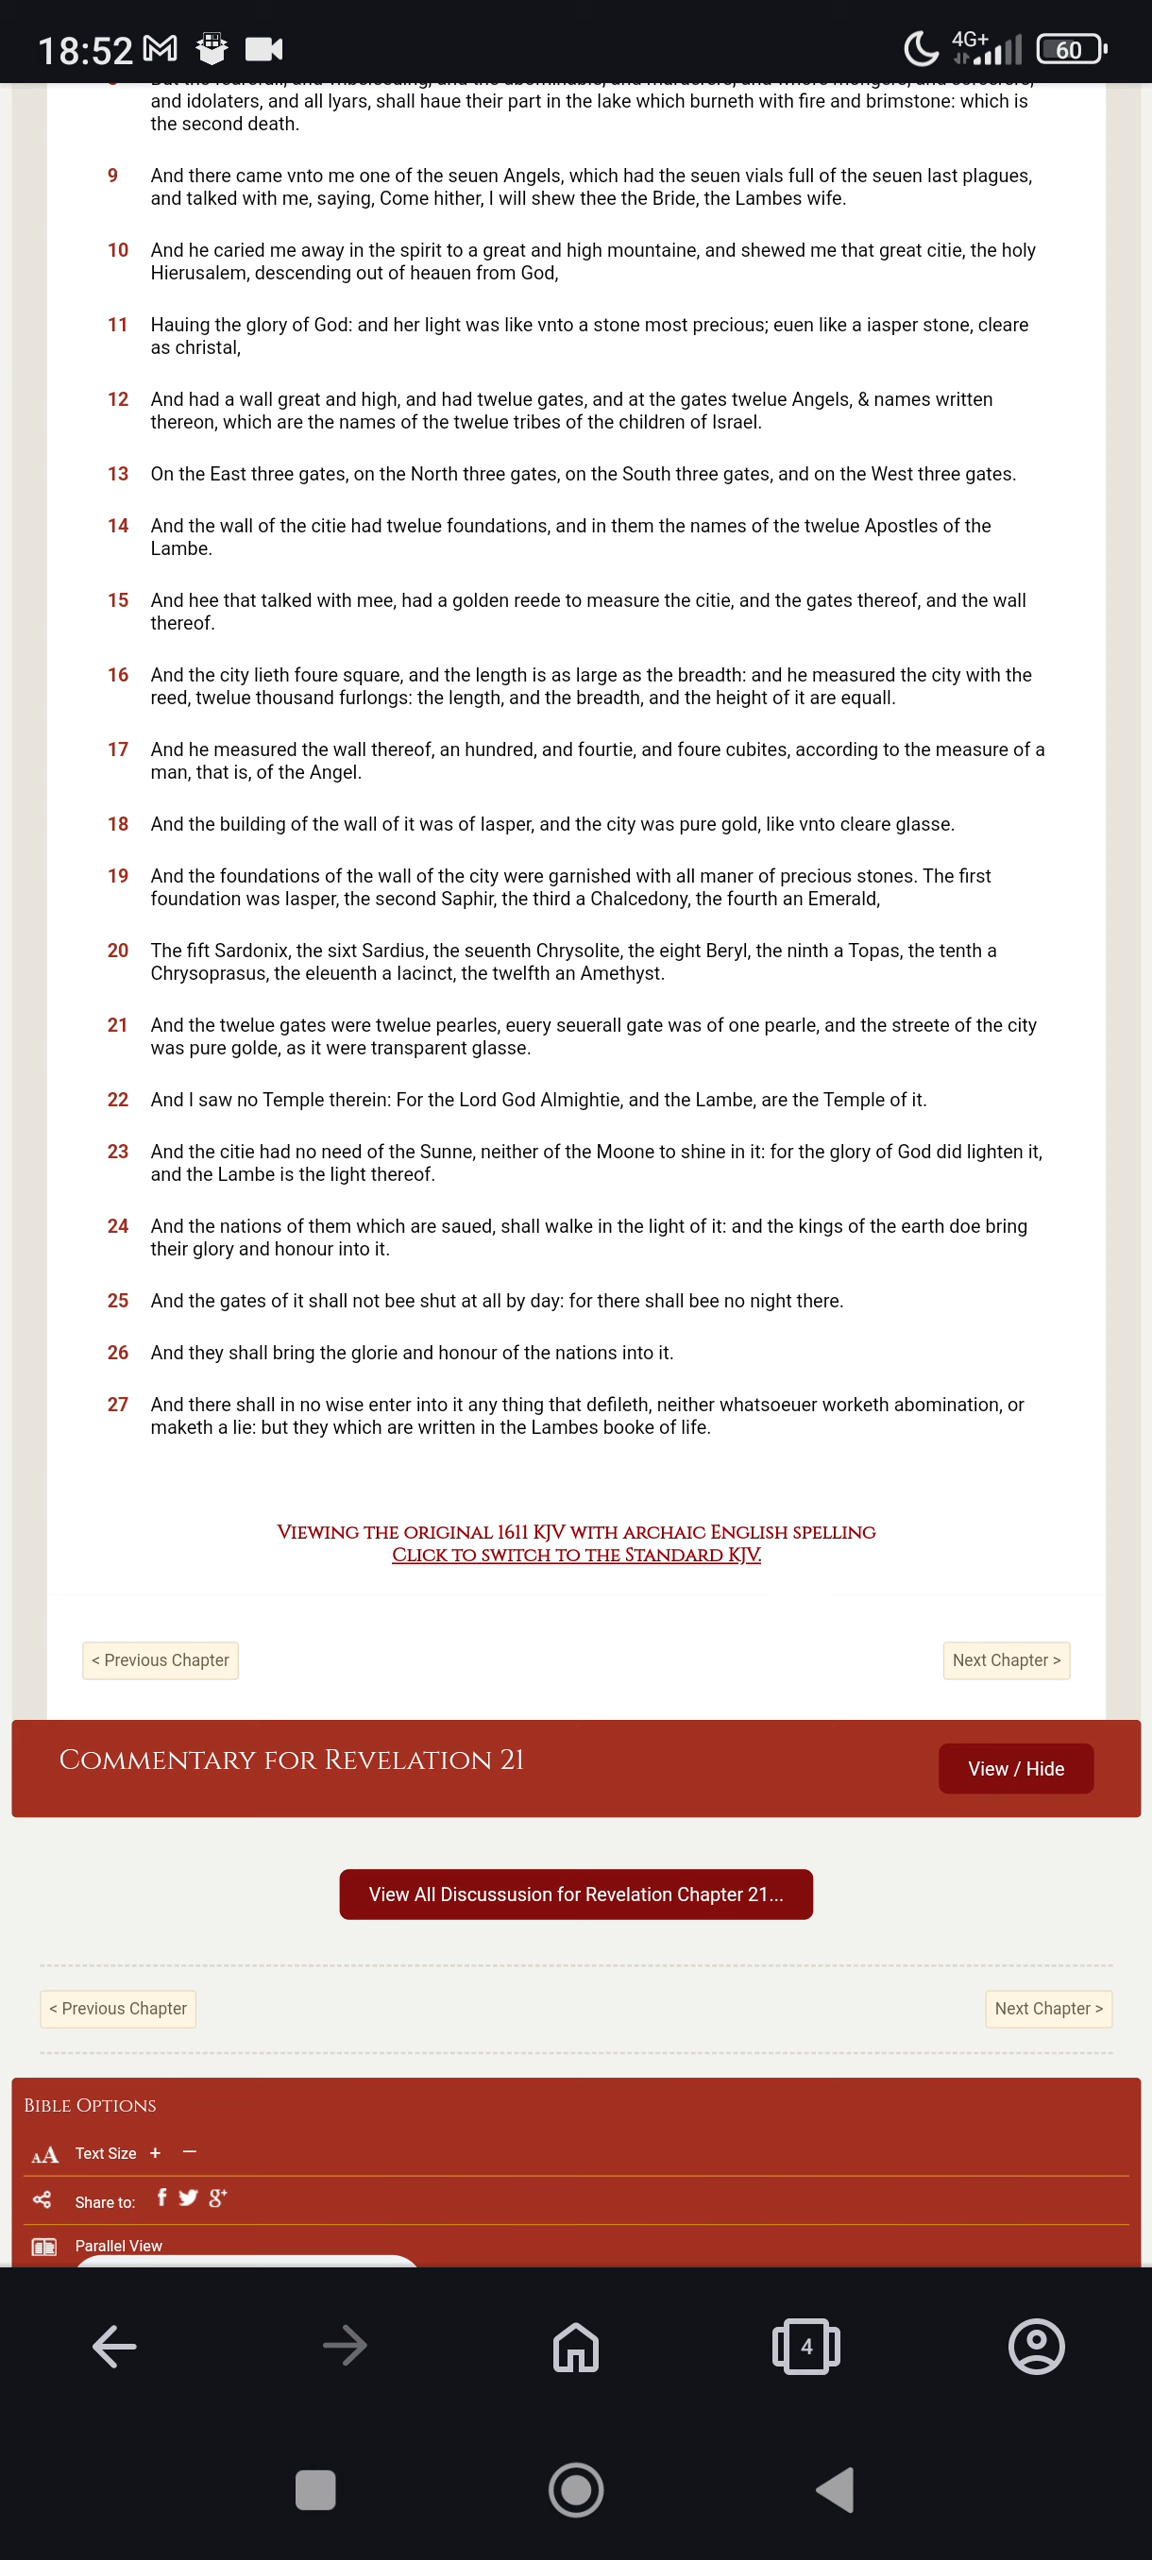 18:52
4G+
60
and idolaters, and all lyars, shall haue their part in the lake which burneth with fire and brimstone: which is
the second death.
9 And there came vnto me one of the seuen Angels, which had the seuen vials full of the seuen last plagues,
and talked with me, saying, Come hither, I will shew thee the Bride, the Lambes wife.
10 And he caried me away in the spirit to a great and high mountaine, and shewed me that great citie, the holy
Hierusalem, descending out of heauen from God,
11 Hauing the glory of God: and her light was like vnto a stone most precious; euen like a iasper stone, cleare
as christal,
12 And had a wall great and high, and had twelue gates, and at the gates twelue Angels, & names written
thereon, which are the names of the twelue tribes of the children of Israel.
13 On the East three gates, on the North three gates, on the South three gates, and on the West three gates.
14 And the wall of the citie had twelue foundations, and in them the names of the twelue Apostles of the
Lambe.
15 And hee that talked with mee, had a golden reede to measure the citie, and the gates thereof, and the wall
thereof.
16 And the city lieth foure square, and the length is as large as the breadth: and he measured the city with the
reed, twelue thousand furlongs: the length, and the breadth, and the height of it are equall.
17 And he measured the wall thereof, an hundred, and fourtie, and foure cubites, according to the measure of a
man, that is, of the Angel.
18 And the building of the wall of it was of Iasper, and the city was pure gold, like vnto cleare glasse.
19 And the foundations of the wall of the city were garnished with all maner of precious stones. The first
foundation was Iasper, the second Saphir, the third a Chalcedony, the fourth an Emerald,
20 The fift Sardonix, the sixt Sardius, the seuenth Chrysolite, the eight Beryl, the ninth a Topas, the tenth a
Chrysoprasus, the eleuenth a Iacinct, the twelfth an Amethyst.
21 And the twelue gates were twelue pearles, euery seuerall gate was of one pearle, and the streete of the city
was pure golde, as it were transparent glasse.
22 And I saw no Temple therein: For the Lord God Almightie, and the Lambe, are the Temple of it.
23 And the citie had no need of the Sunne, neither of the Moone to shine in it: for the glory of God did lighten it,
and the Lambe is the light thereof.
24 And the nations of them which are saued, shall walke in the light of it: and the kings of the earth doe bring
their glory and honour into it.
25 And the gates of it shall not bee shut at all by day: for there shall bee no night there.
26 And they shall bring the glorie and honour of the nations into it.
27 And there shall in no wise enter into it any thing that defileth, neither whatsoeuer worketh abomination, or
maketh a lie: but they which are written in the Lambes booke of life.
Viewing the original 1611 KJV with archaic English spelling
Click to switch to the Standard KJV.
< Previous Chapter
Next Chapter >
Commentary for Revelation 21
View / Hide
View All Discussusion for Revelation Chapter 21...
< Previous Chapter
Next Chapter >
Bible Options
Text Size + –
Share to:
Parallel View
4